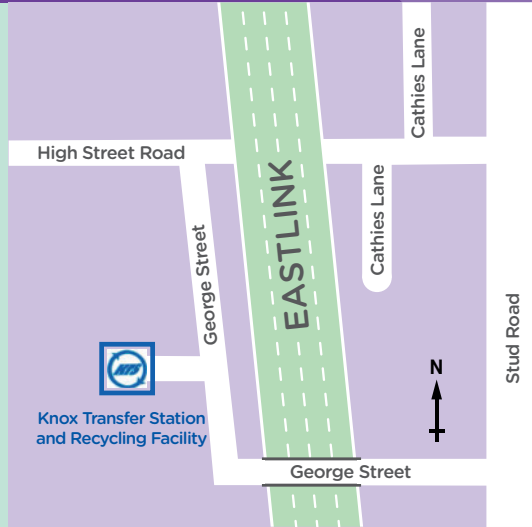 Cathies Lane
High Street Road
EASTLINK
Cathies Lane
George Street
Stud Road
KTS
N
Knox Transfer Station
and Recycling Facility
George Street